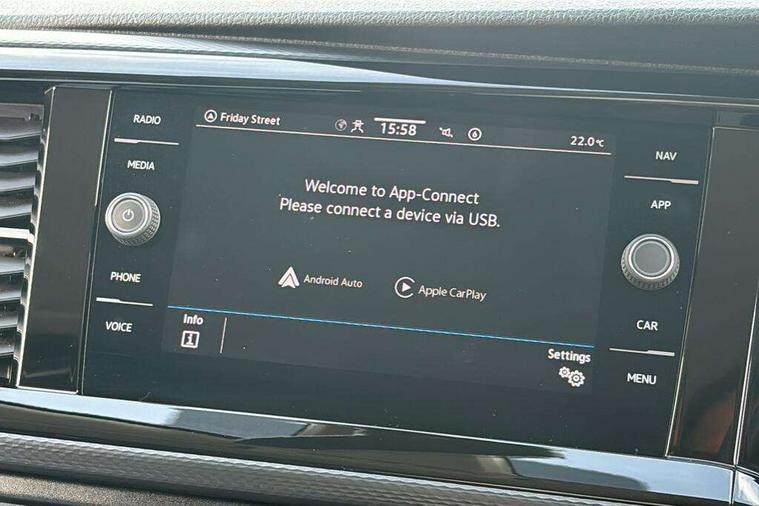 RADIO
MEDIA
PHONE
VOICE
Friday Street
15:58
22.0°C
Welcome to App-Connect
Please connect a device via USB.
Android Auto
Apple CarPlay
Info
Settings
NAV
APP
CAR
MENU